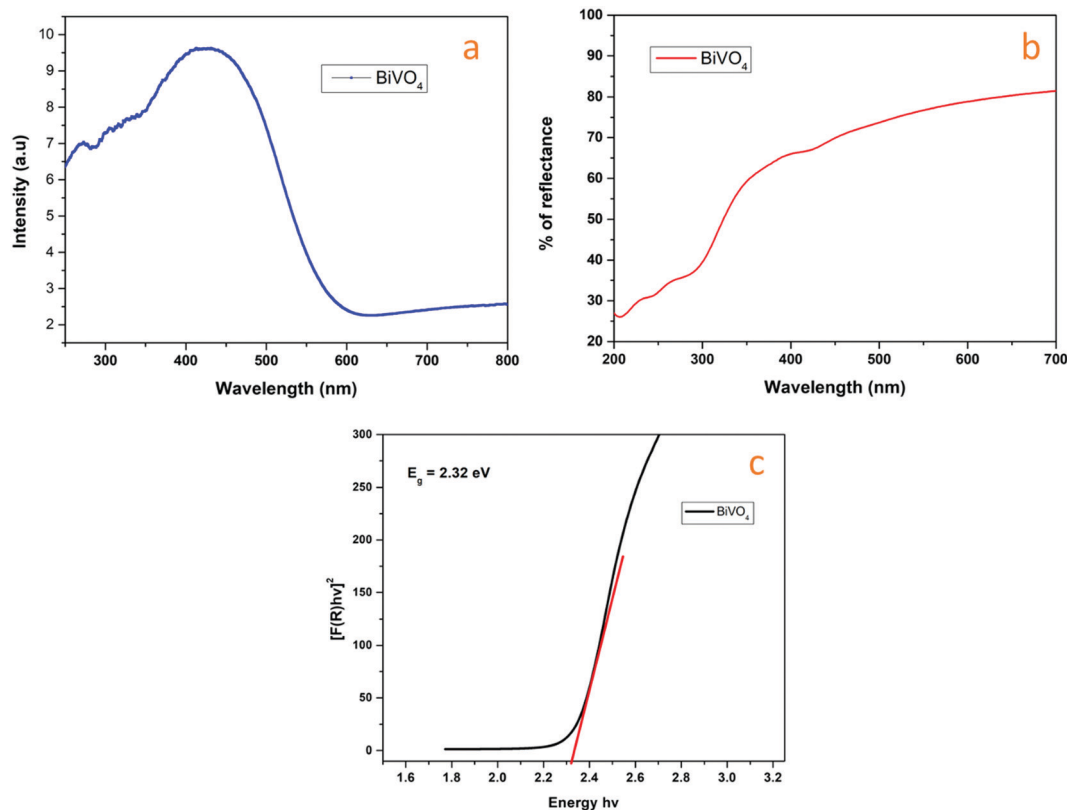 a
BiVO4
Intensity (a.u)
10
9
8
7
6
5
4
3
2
300 400 500 600 700 800
Wavelength (nm)
b
BiVO4
% of reflectance
100
90
80
70
60
50
40
30
20
200 300 400 500 600 700
Wavelength (nm)
c
Eg = 2.32 eV
BiVO4
[F(R)hv]²
300
250
200
150
100
50
0
1.6 1.8 2.0 2.2 2.4 2.6 2.8 3.0 3.2
Energy hv